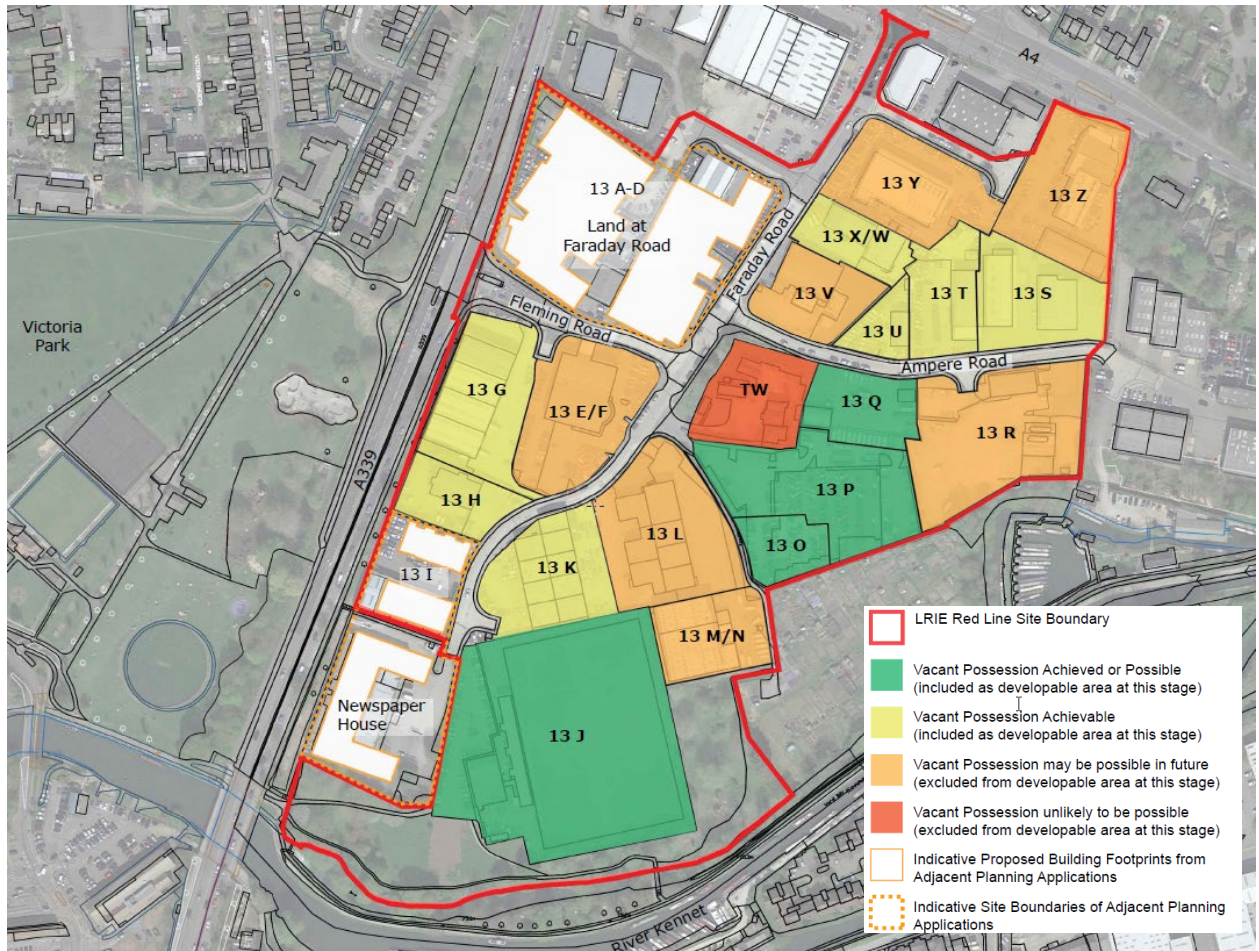 A4
13 Y
13 Z
13 A-D
Land at
Faraday Road
13 X/W
Faraday Road
13 V
13 T
13 S
13 U
Victoria
Park
Fleming Road
Ampere Road
13 G
13 E/F
TW
13 Q
13 R
A339
13 H
13 P
13 L
13 O
13 I
13 K
13 M/N
Newspaper
House
13 J
River Kennet
LRIE Red Line Site Boundary
Vacant Possession Achieved or Possible
(included as developable area at this stage)
Vacant Possession Achievable
(included as developable area at this stage)
Vacant Possession may be possible in future
(excluded from developable area at this stage)
Vacant Possession unlikely to be possible
(excluded from developable area at this stage)
Indicative Proposed Building Footprints from
Adjacent Planning Applications
Indicative Site Boundaries of Adjacent Planning
Applications